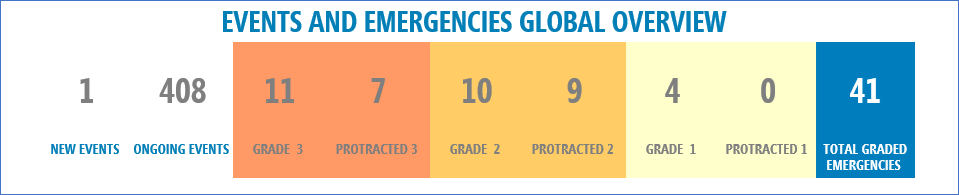 EVENTS AND EMERGENCIES GLOBAL OVERVIEW
1 408 11 7 10 9 4 0 41
NEW EVENTS ONGOING EVENTS GRADE 3 PROTRACTED 3 GRADE 2 PROTRACTED 2 GRADE 1 PROTRACTED 1 TOTAL GRADED
EMERGENCIES